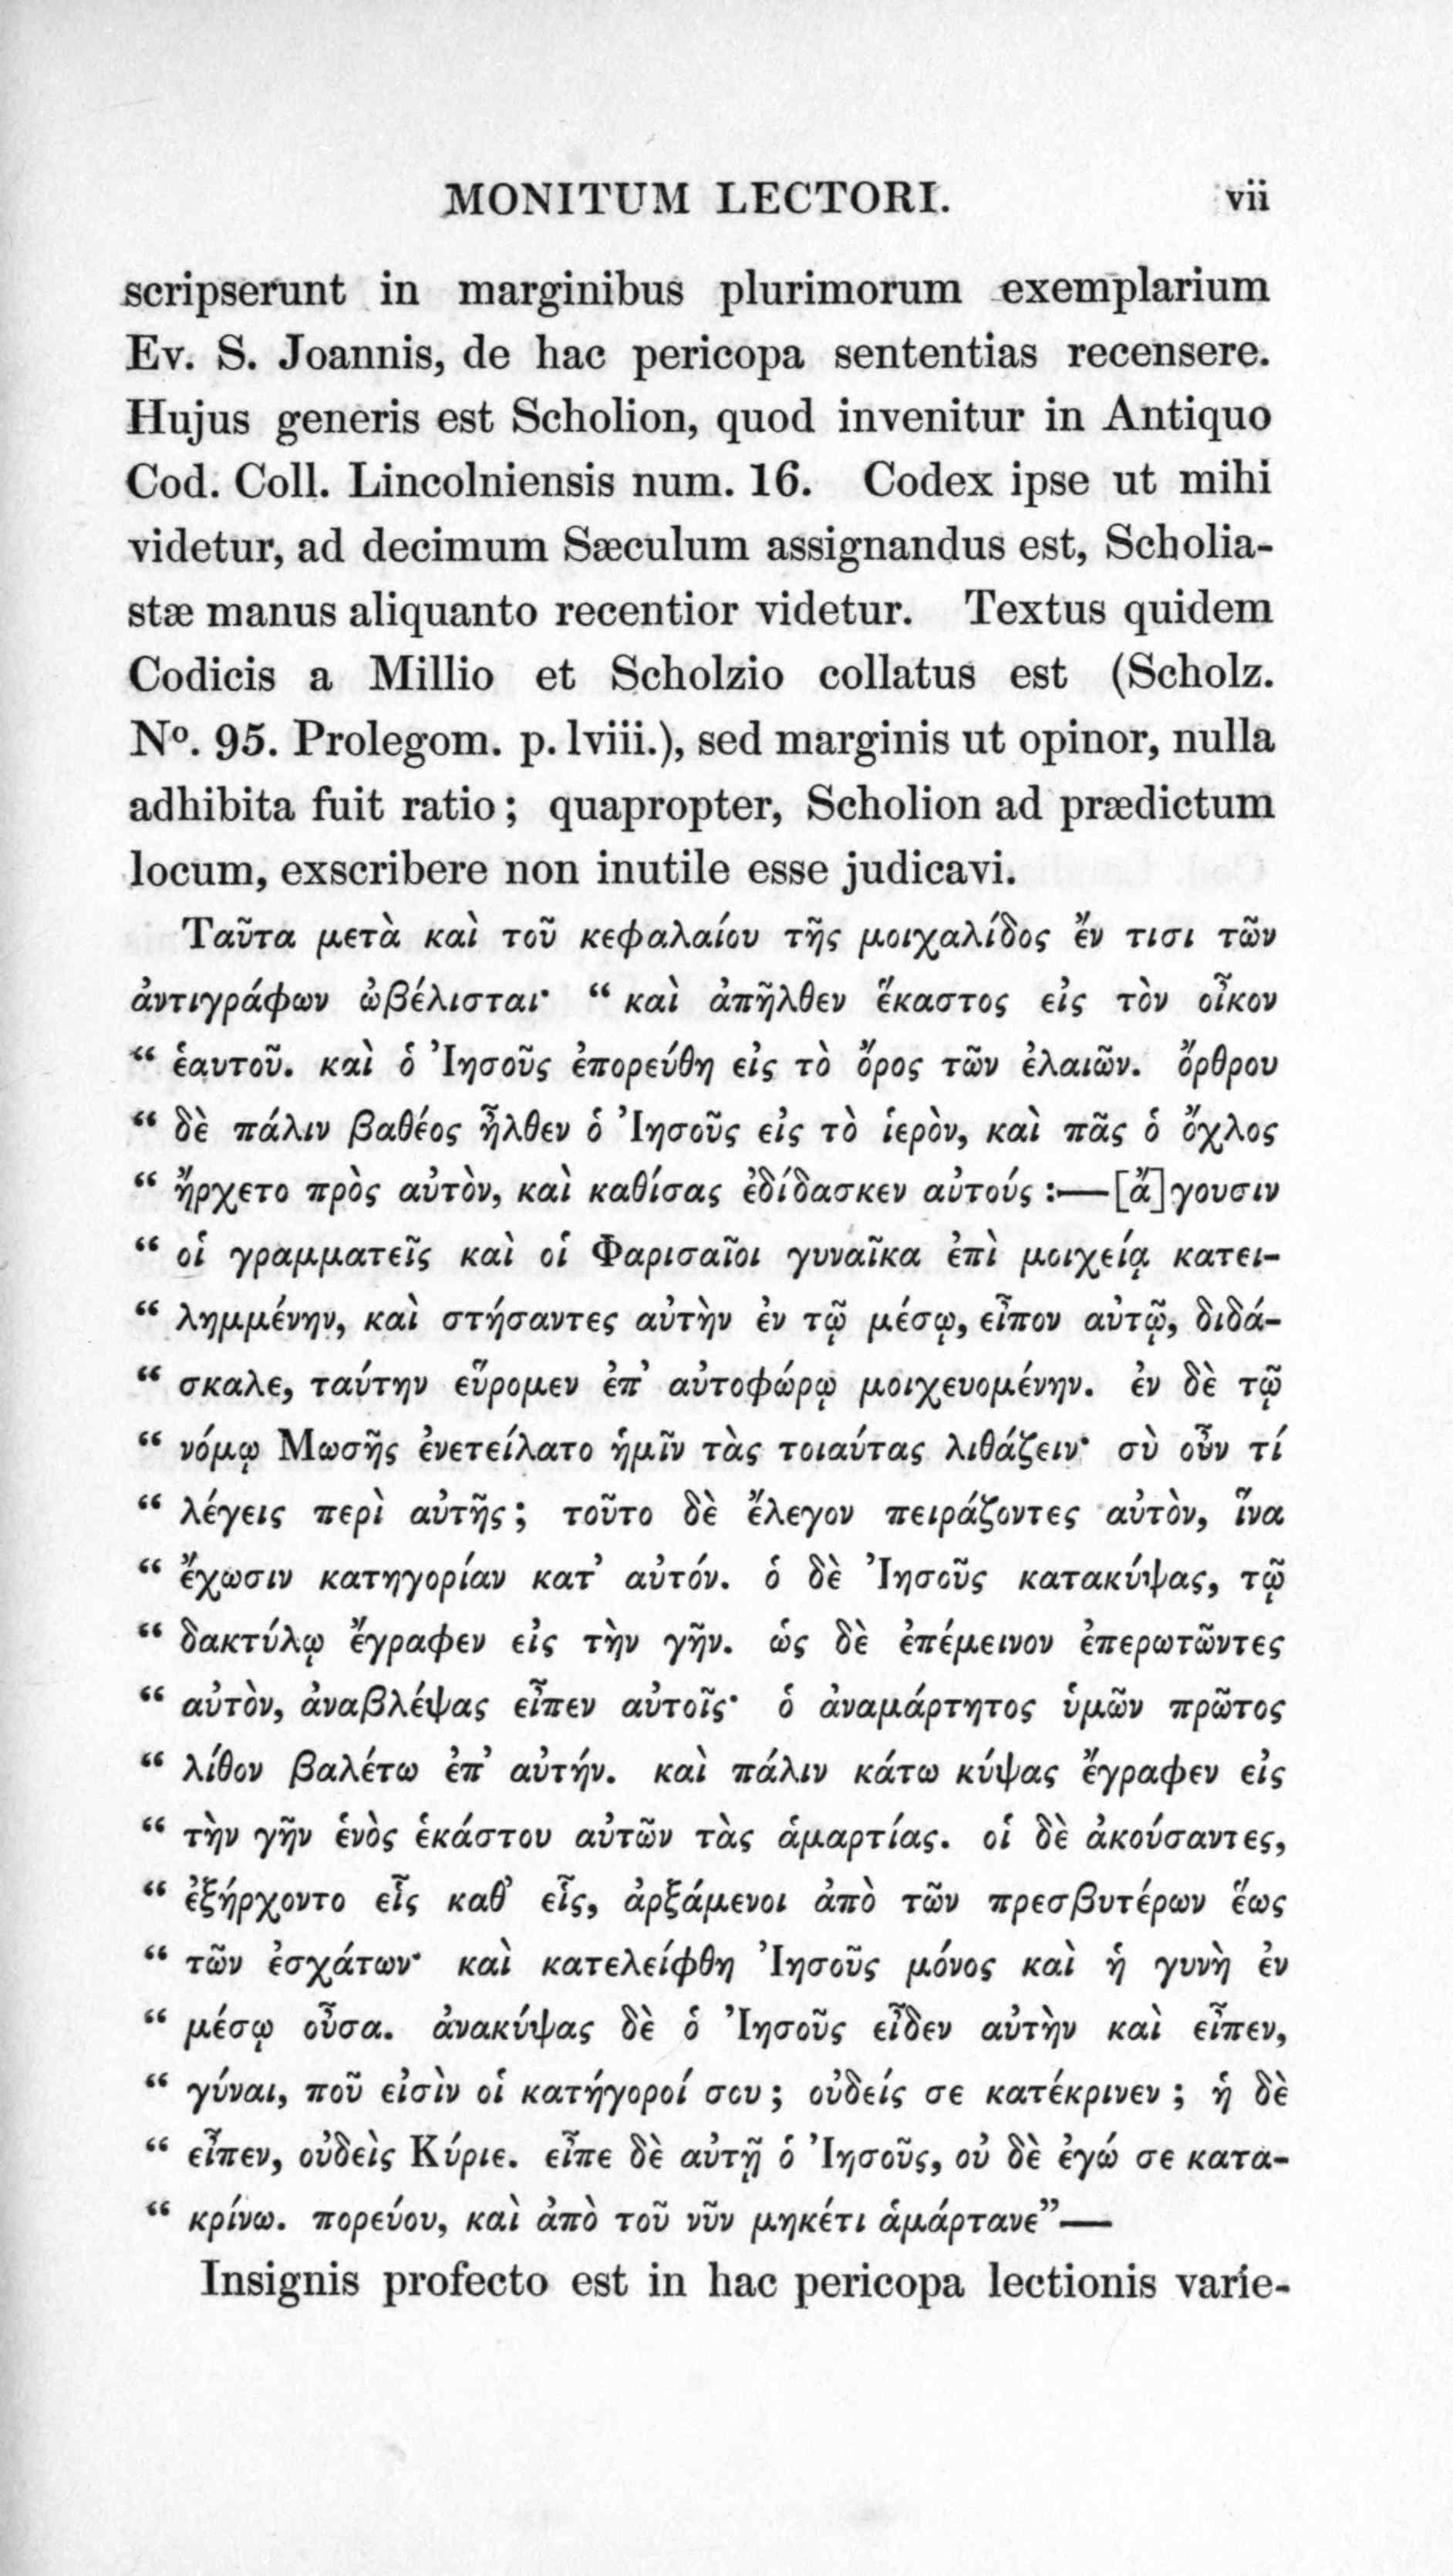 MONITUM LECTORI. vii
scripserunt in marginibus plurimorum exemplarium
Ev. S. Joannis, de hac pericopa sententias recensere.
Hujus generis est Scholion, quod invenitur in Antiquo
Cod. Coll. Lincolniensis num. 16. Codex ipse ut mihi
videtur, ad decimum Sæculum assignandus est, Scholia-
stæ manus aliquanto recentior videtur. Textus quidem
Codicis a Millio et Scholzio collatus est (Scholz.
Nº. 95. Prolegom. p. lviii.), sed marginis ut opinor, nulla
adhibita fuit ratio; quapropter, Scholion ad prædictum
locum, exscribere non inutile esse judicavi.
Ταῦτα μετὰ καὶ τοῦ κεφαλαίου τῆς μοιχαλίδος ἔν τισι τῶν
ἀντιγράφων ὠβέλισται· “ καὶ ἀπῆλθεν ἕκαστος εἰς τὸν οἶκον
“ ἑαυτοῦ. καὶ ὁ Ἰησοῦς ἐπορεύθη εἰς τὸ ὄρος τῶν ἐλαιῶν. ὄρθρου
“ δὲ πάλιν βαθέος ἦλθεν ὁ Ἰησοῦς εἰς τὸ ἱερὸν, καὶ πᾶς ὁ ὄχλος
“ ἤρχετο πρὸς αὐτὸν, καὶ καθίσας ἐδίδασκεν αὐτούς :—[ἄ]γουσιν
“ οἱ γραμματεῖς καὶ οἱ Φαρισαῖοι γυναῖκα ἐπὶ μοιχείᾳ κατει-
“ λημμένην, καὶ στήσαντες αὐτὴν ἐν τῷ μέσῳ, εἶπον αὐτῷ, διδά-
“ σκαλε, ταύτην εὕρομεν ἐπ’ αὐτοφώρῳ μοιχευομένην. ἐν δὲ τῷ
“ νόμῳ Μωσῆς ἐνετείλατο ἡμῖν τὰς τοιαύτας λιθάζειν· σὺ οὖν τί
“ λέγεις περὶ αὐτῆς; τοῦτο δὲ ἔλεγον πειράζοντες αὐτὸν, ἵνα
“ ἔχωσιν κατηγορίαν κατ’ αὐτόν. ὁ δὲ Ἰησοῦς κατακύψας, τῷ
“ δακτύλῳ ἔγραφεν εἰς τὴν γῆν. ὡς δὲ ἐπέμεινον ἐπερωτῶντες
“ αὐτὸν, ἀναβλέψας εἶπεν αὐτοῖς· ὁ ἀναμάρτητος ὑμῶν πρῶτος
“ λίθον βαλέτω ἐπ’ αὐτήν. καὶ πάλιν κάτω κύψας ἔγραφεν εἰς
“ τὴν γῆν ἑνὸς ἑκάστου αὐτῶν τὰς ἁμαρτίας. οἱ δὲ ἀκούσαντες,
“ ἐξήρχοντο εἷς καθ’ εἷς, ἀρξάμενοι ἀπὸ τῶν πρεσβυτέρων ἕως
“ τῶν ἐσχάτων· καὶ κατελείφθη Ἰησοῦς μόνος καὶ ἡ γυνὴ ἐν
“ μέσῳ οὖσα. ἀνακύψας δὲ ὁ Ἰησοῦς εἶδεν αὐτὴν καὶ εἶπεν,
“ γύναι, ποῦ εἰσὶν οἱ κατήγοροί σου; οὐδείς σε κατέκρινεν; ἡ δὲ
“ εἶπεν, οὐδεὶς Κύριε. εἶπε δὲ αὐτῇ ὁ Ἰησοῦς, οὐ δὲ ἐγώ σε κατα-
“ κρίνω. πορεύου, καὶ ἀπὸ τοῦ νῦν μηκέτι ἁμάρτανε”—
Insignis profecto est in hac pericopa lectionis varie-